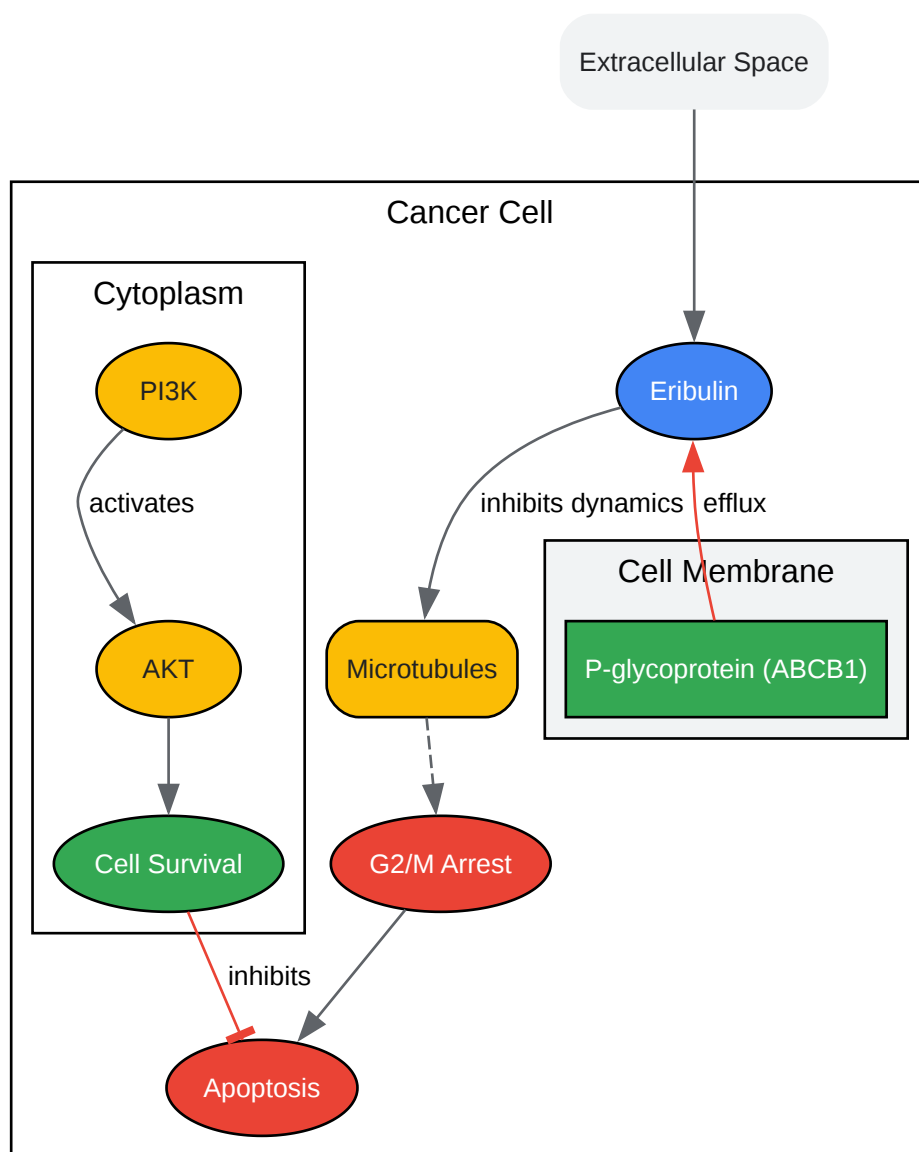 Extracellular Space
Cancer Cell
Cytoplasm
PI3K
Eribulin
activates
inhibits dynamics
efflux
Cell Membrane
AKT
Microtubules
P-glycoprotein (ABCB1)
Cell Survival
G2/M Arrest
inhibits
Apoptosis